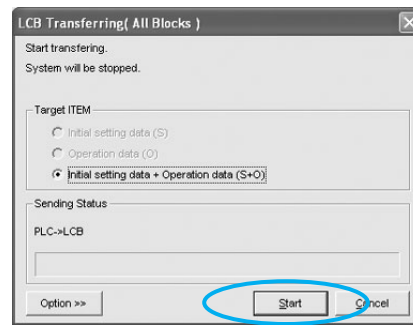 LCB Transferring( All Blocks )
Start transfering.
System will be stopped.
Target ITEM
Initial setting data (S)
Operation data (O)
Initial setting data + Operation data (S+O)
Sending Status
PLC->LCB
Option >>
Start
Cancel